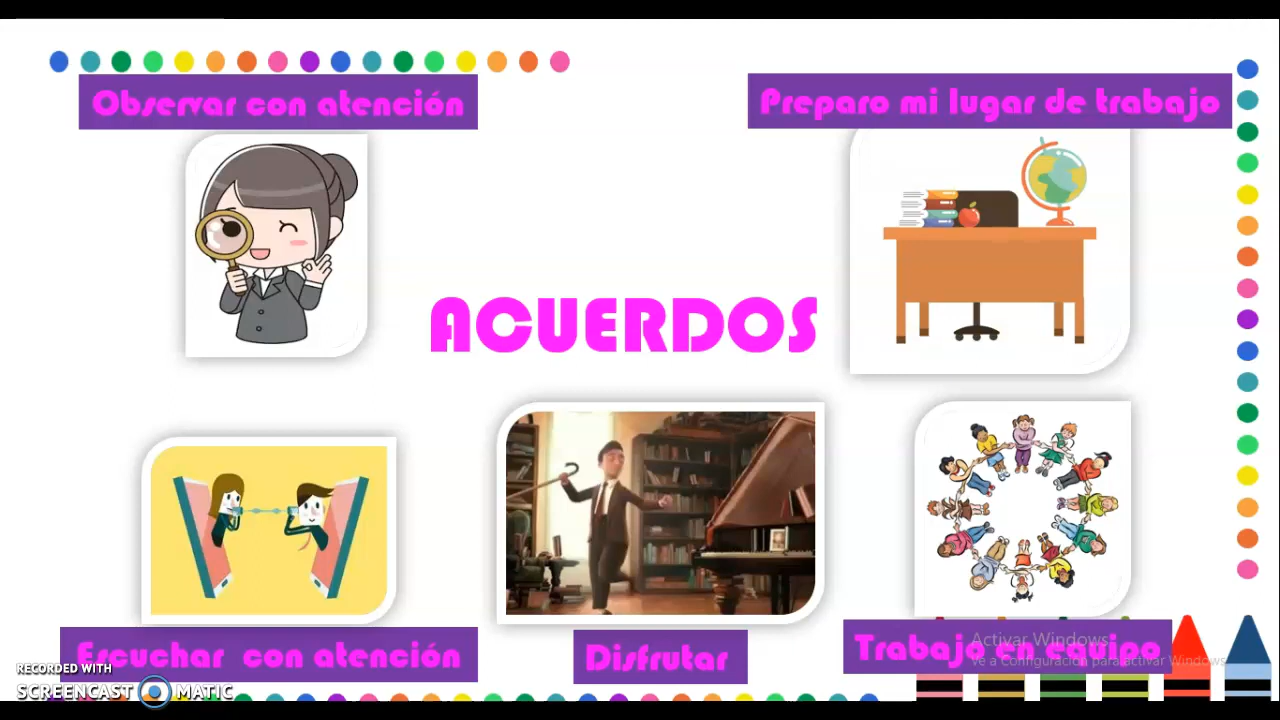 Observar con atención
Preparo mi lugar de trabajo
ACUERDOS
Escuchar con atención
Disfrutar
Trabajo en equipo
Activar Windows
Ve a Configuración para activar Windows.
RECORDED WITH
SCREENCAST MATIC